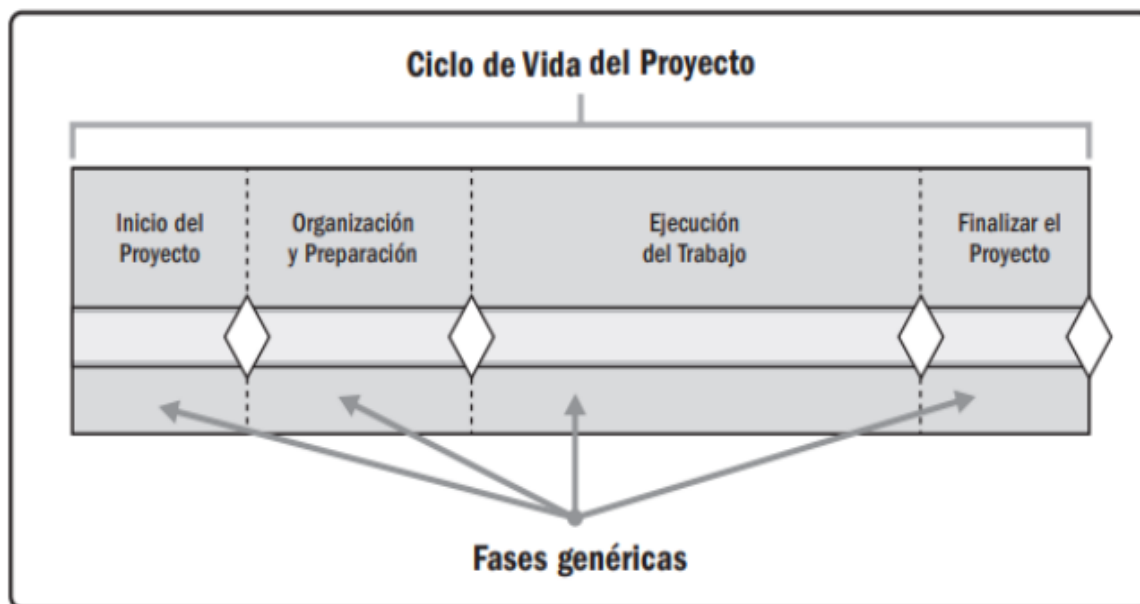 Ciclo de Vida del Proyecto
Inicio del
Proyecto
Organización
y Preparación
Ejecución
del Trabajo
Finalizar el
Proyecto
Fases genéricas